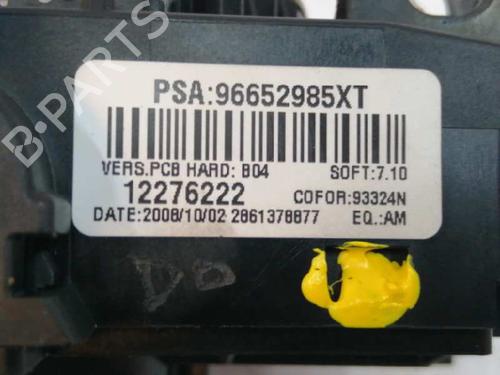 PSA:96652985XT
VERS.PCB HARD: B04 SOFT:7.10
12276222 COFOR:93324N
DATE:2008/10/02 2861378877 EQ.:AM